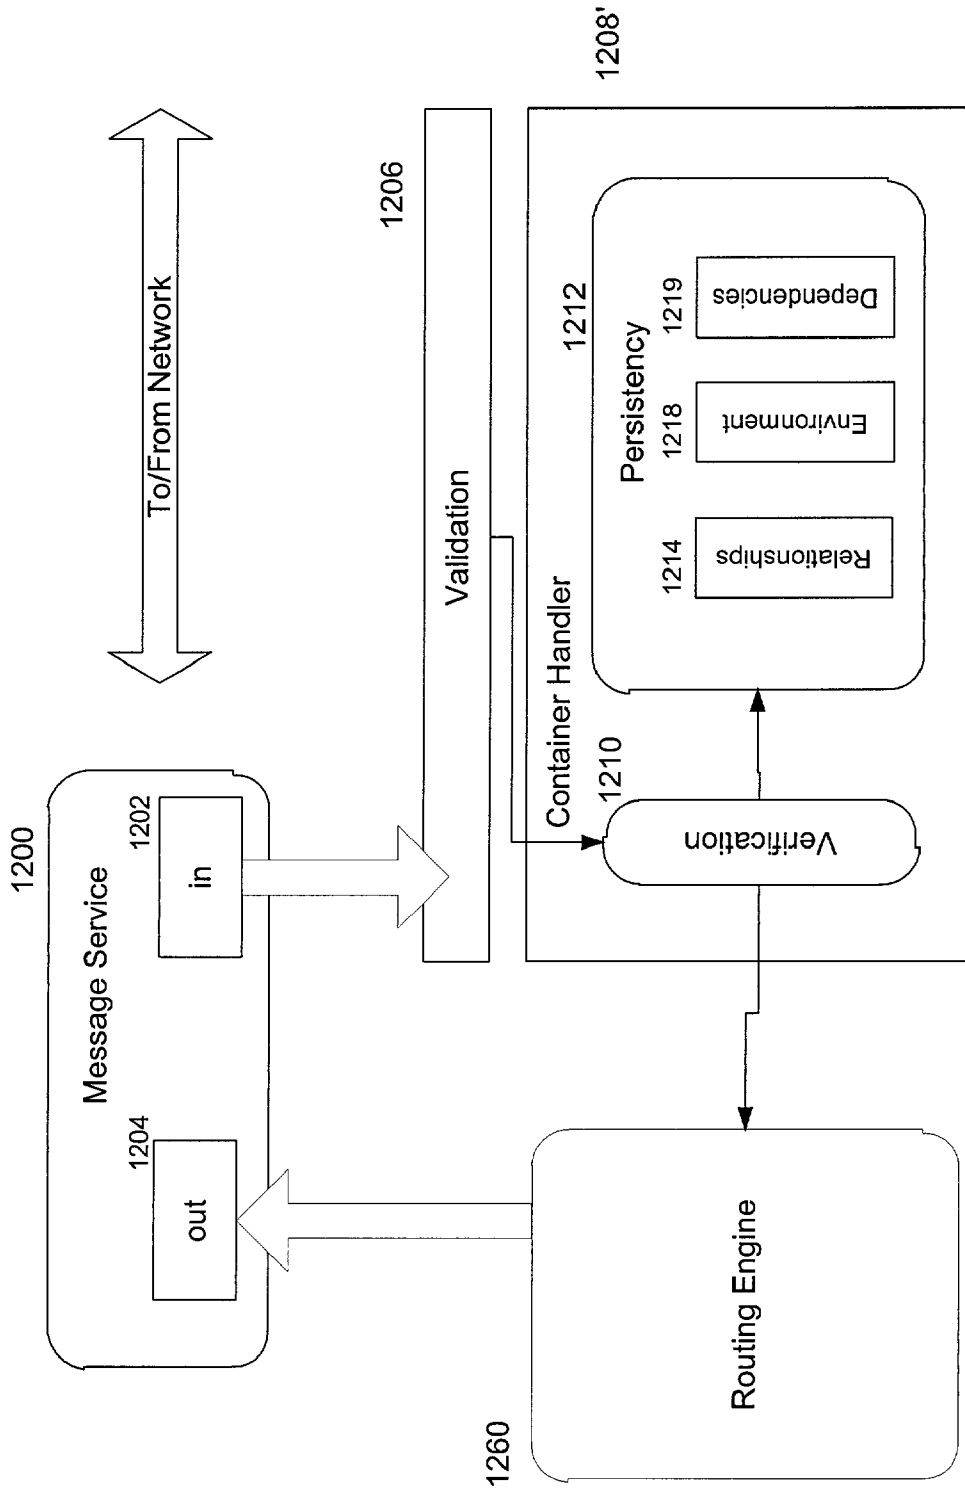 1200
Message Service
1204
out
1202
in
To/From Network
1206
Validation
1208'
Container Handler
1210
Verification
1212
Persistency
1214
Relationships
1218
Environment
1219
Dependencies
1260
Routing Engine